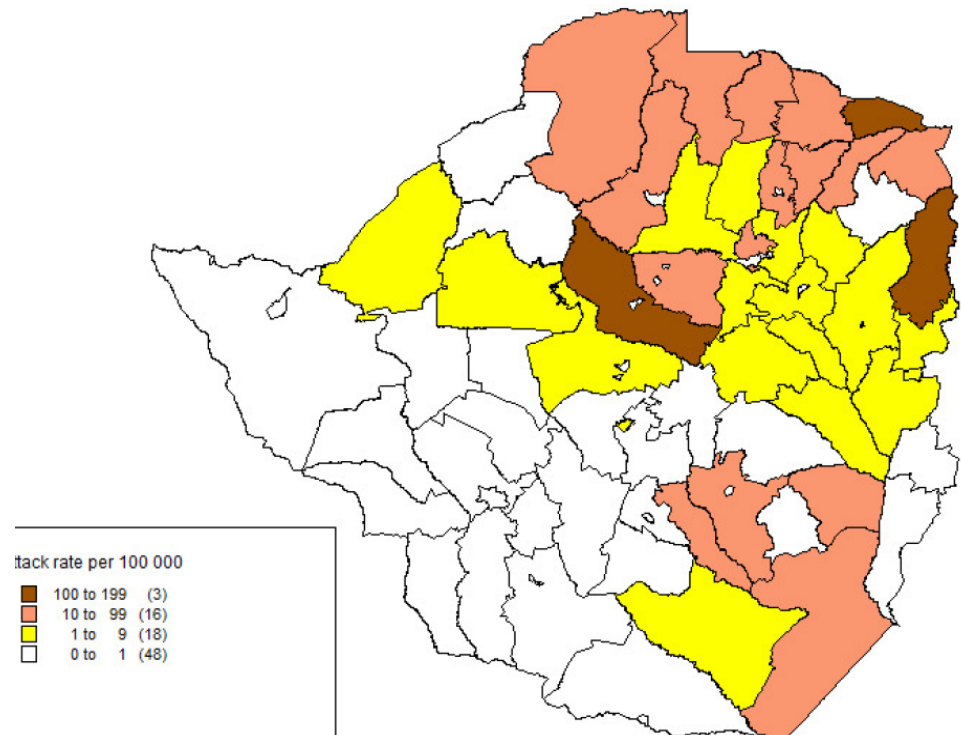 ttack rate per 100 000
100 to 199 (3)
10 to 99 (16)
1 to 9 (18)
0 to 1 (48)